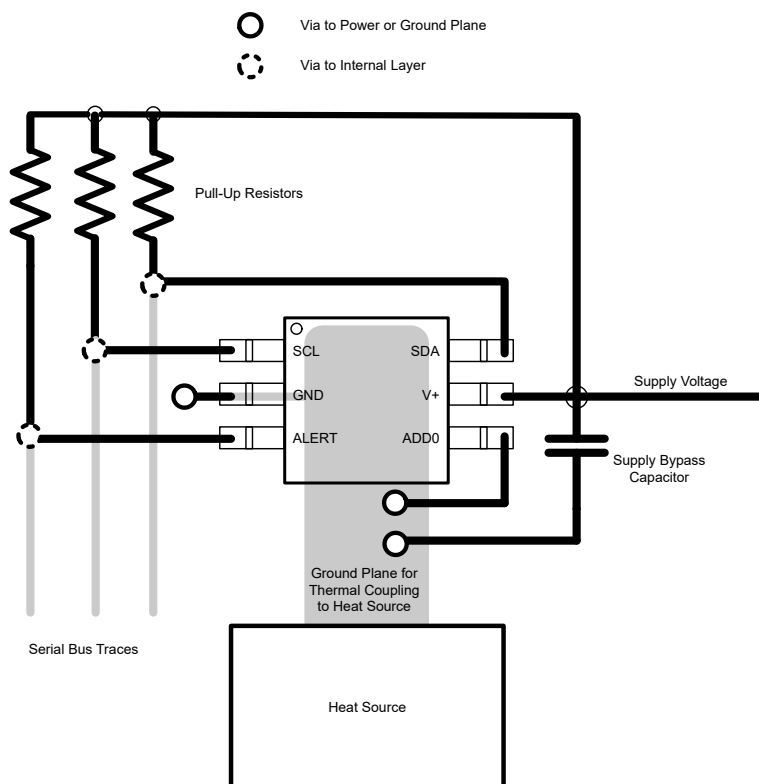 Via to Power or Ground Plane
Via to Internal Layer
Pull-Up Resistors
SCL
SDA
GND
V+
ALERT
ADD0
Supply Voltage
Supply Bypass
Capacitor
Ground Plane for
Thermal Coupling
to Heat Source
Serial Bus Traces
Heat Source